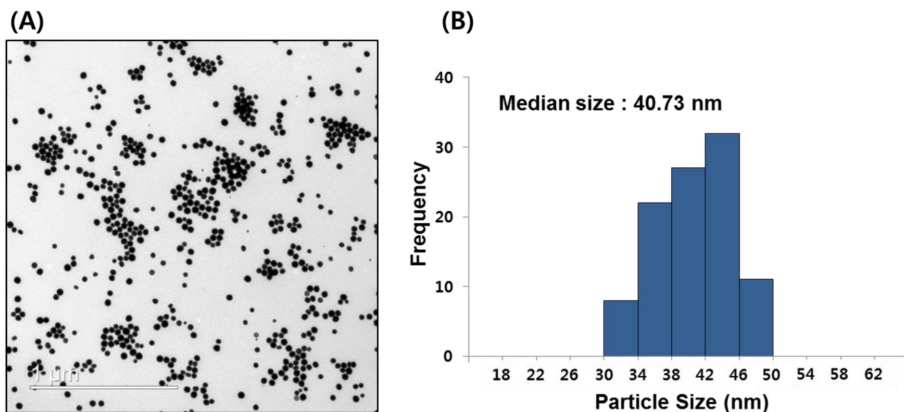 (A)
(B)
1 μm
40
30
20
10
0
Frequency
Median size : 40.73 nm
18 22 26 30 34 38 42 46 50 54 58 62
Particle Size (nm)